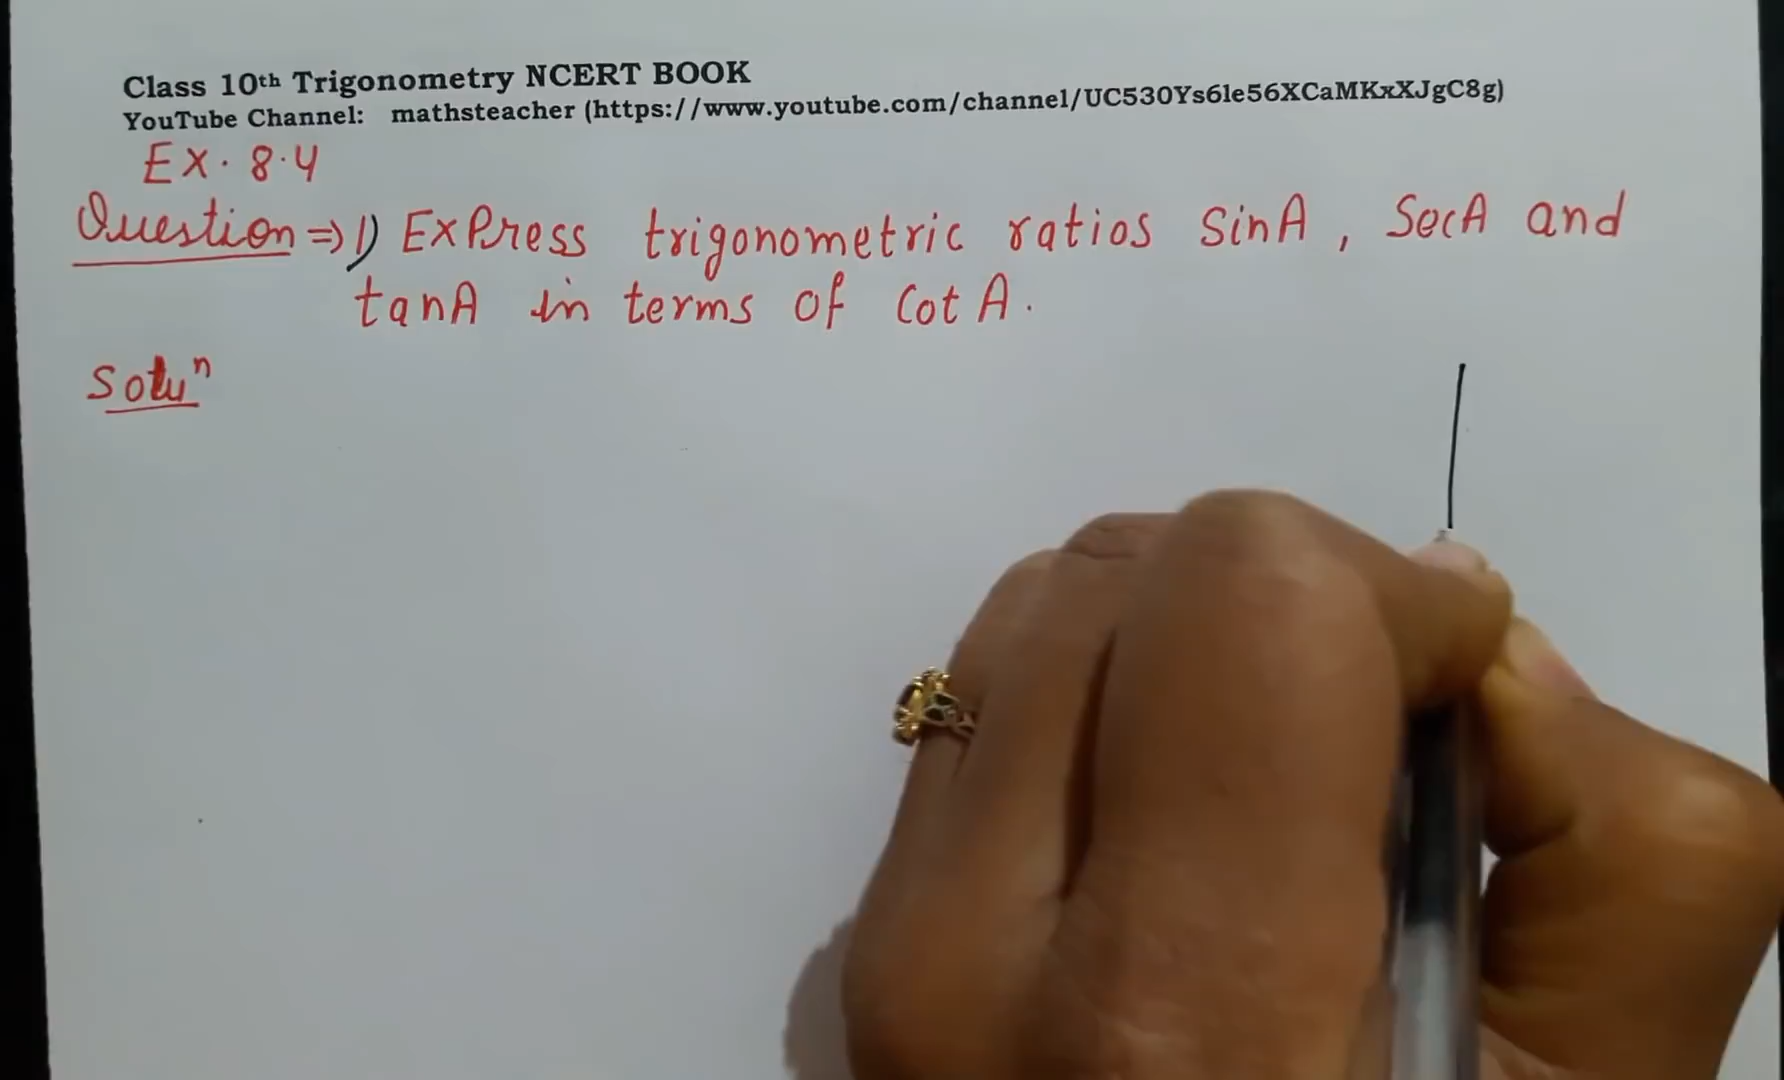 Class 10th Trigonometry NCERT BOOK
YouTube Channel: mathsteacher (https://www.youtube.com/channel/UC530Ys6le56XCaMKxXJgC8g)
Ex. 8.4
Question ⇒ 1) Express trigonometric ratios SinA, SecA and
tanA in terms of Cot A.
Soluⁿ